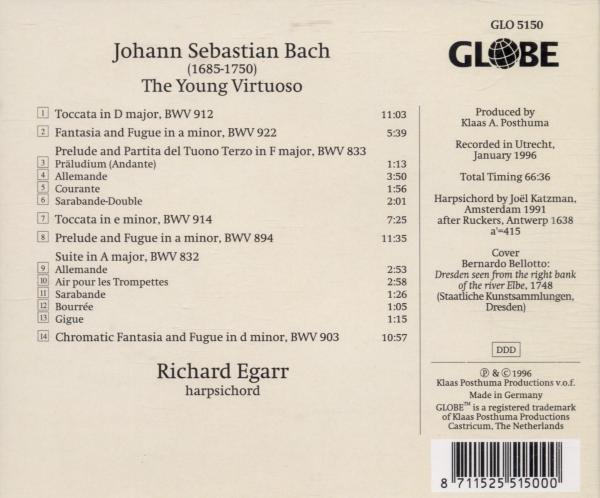 Johann Sebastian Bach
(1685-1750)
The Young Virtuoso
1 Toccata in D major, BWV 912 11:03
2 Fantasia and Fugue in a minor, BWV 922 5:39
Prelude and Partita del Tuono Terzo in F major, BWV 833
3 Präludium (Andante) 1:13
4 Allemande 3:50
5 Courante 1:56
6 Sarabande-Double 2:01
7 Toccata in e minor, BWV 914 7:25
8 Prelude and Fugue in a minor, BWV 894 11:35
Suite in A major, BWV 832
9 Allemande 2:53
10 Air pour les Trompettes 2:58
11 Sarabande 1:26
12 Bourrée 1:05
13 Gigue 1:15
14 Chromatic Fantasia and Fugue in d minor, BWV 903 10:57
Richard Egarr
harpsichord
GLO 5150
GLOBE
Produced by
Klaas A. Posthuma
Recorded in Utrecht,
January 1996
Total Timing 66:36
Harpsichord by Joël Katzman,
Amsterdam 1991
after Ruckers, Antwerp 1638
a'=415
Cover
Bernardo Bellotto:
Dresden seen from the right bank
of the river Elbe, 1748
(Staatliche Kunstsammlungen,
Dresden)
DDD
℗ & © 1996
Klaas Posthuma Productions v.o.f.
Made in Germany
GLOBE™ is a registered trademark
of Klaas Posthuma Productions
Castricum, The Netherlands
8 711525 515000